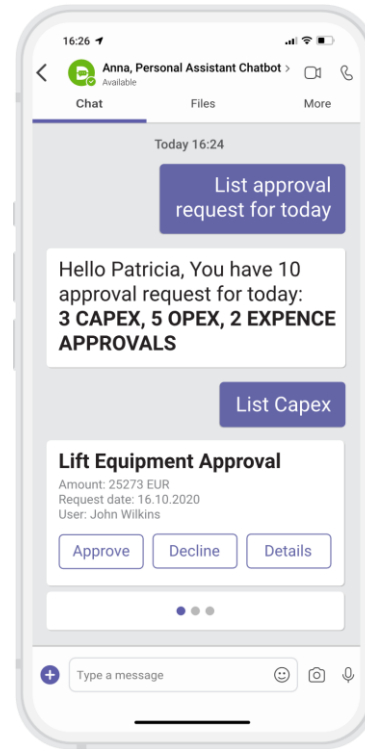 16:26
Anna, Personal Assistant Chatbot >
Available
Chat Files More
Today 16:24
List approval
request for today
Hello Patricia, You have 10
approval request for today:
3 CAPEX, 5 OPEX, 2 EXPENCE
APPROVALS
List Capex
Lift Equipment Approval
Amount: 25273 EUR
Request date: 16.10.2020
User: John Wilkins
Approve Decline Details
Type a message